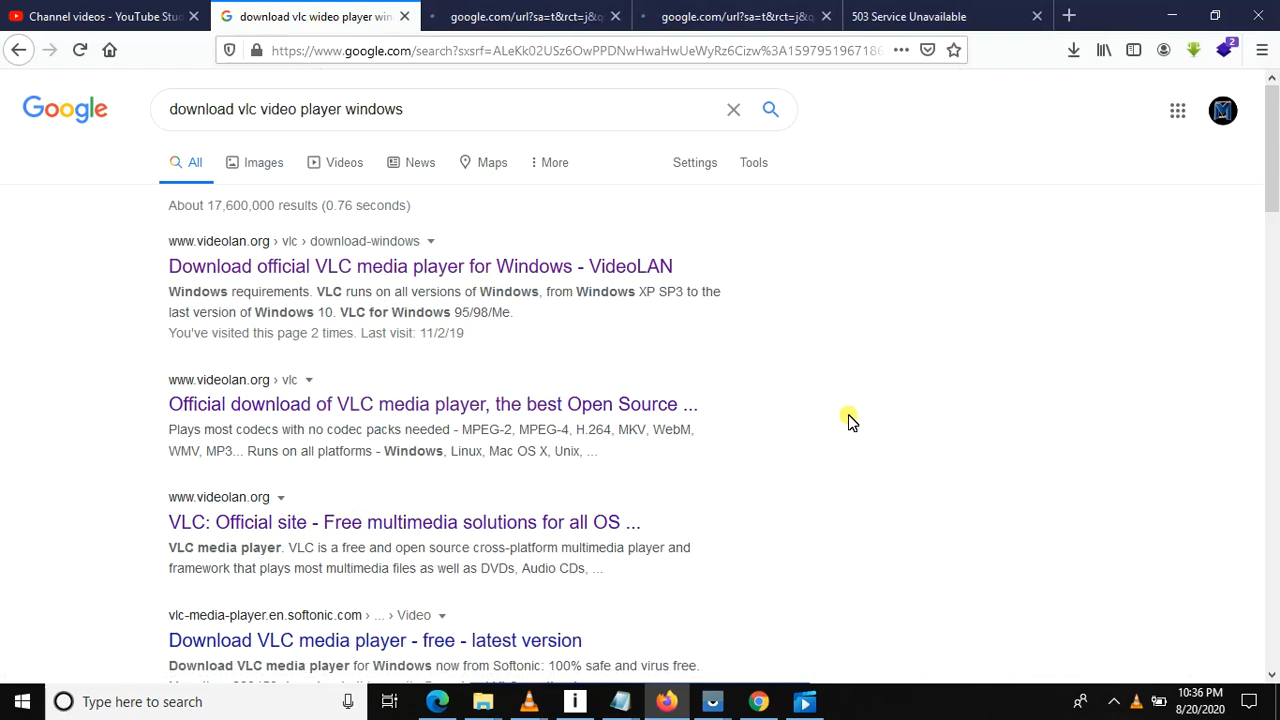 Channel videos - YouTube Stu
download vlc wideo player win
google.com/url?sa=t&rct=j&q
google.com/url?sa=t&rct=j&q
503 Service Unavailable
https://www.google.com/search?sxsrf=ALeKk02USz6OwPPDNwHwaHwUeWyRz6Cizw%3A1597951967186
2
Google
download vlc video player windows
All
Images
Videos
News
Maps
More
Settings
Tools
About 17,600,000 results (0.76 seconds)
www.videolan.org › vlc › download-windows
Download official VLC media player for Windows - VideoLAN
Windows requirements. VLC runs on all versions of Windows, from Windows XP SP3 to the
last version of Windows 10. VLC for Windows 95/98/Me.
You've visited this page 2 times. Last visit: 11/2/19
www.videolan.org › vlc
Official download of VLC media player, the best Open Source ...
Plays most codecs with no codec packs needed - MPEG-2, MPEG-4, H.264, MKV, WebM,
WMV, MP3... Runs on all platforms - Windows, Linux, Mac OS X, Unix, ...
www.videolan.org
VLC: Official site - Free multimedia solutions for all OS ...
VLC media player. VLC is a free and open source cross-platform multimedia player and
framework that plays most multimedia files as well as DVDs, Audio CDs, ...
vlc-media-player.en.softonic.com › ... › Video
Download VLC media player - free - latest version
Download VLC media player for Windows now from Softonic: 100% safe and virus free.
Type here to search
10:36 PM
8/20/2020